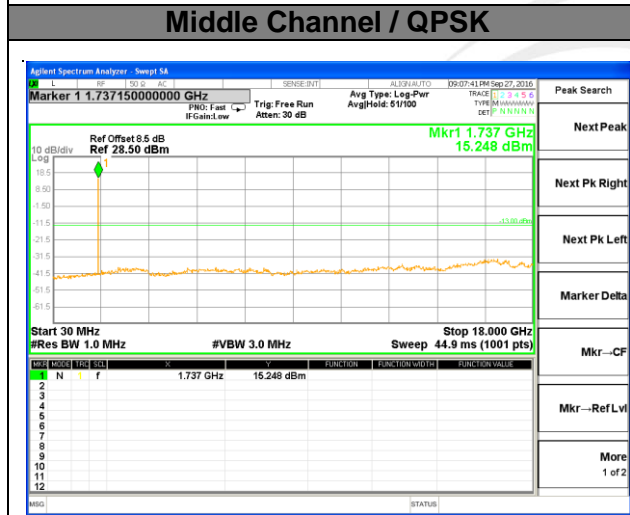 Middle Channel / QPSK
Agilent Spectrum Analyzer - Swept SA
L RF 50 Ω AC SENSE:INT ALIGNAUTO 09:07:41 PM Sep 27, 2016
Marker 1 1.737150000000 GHz
PNO: Fast
IFGain:Low
Trig: Free Run
Atten: 30 dB
Avg Type: Log-Pwr
Avg|Hold: 51/100
TRACE 1 2 3 4 5 6
TYPE M
DET P N N N N N
Peak Search
Ref Offset 8.5 dB
10 dB/div Ref 28.50 dBm
Log
Mkr1 1.737 GHz
15.248 dBm
1
18.5
8.50
-1.50
-11.5
-21.5
-31.5
-41.5
-51.5
-61.5
-13.00 dBm
Start 30 MHz
#Res BW 1.0 MHz
#VBW 3.0 MHz
Stop 18.000 GHz
Sweep 44.9 ms (1001 pts)
MKR MODE TRC SCL X Y FUNCTION FUNCTION WIDTH FUNCTION VALUE
1 N 1 f 1.737 GHz 15.248 dBm
2
3
4
5
6
7
8
9
10
11
12
MSG STATUS
Next Peak
Next Pk Right
Next Pk Left
Marker Delta
Mkr→CF
Mkr→Ref Lvl
More
1 of 2